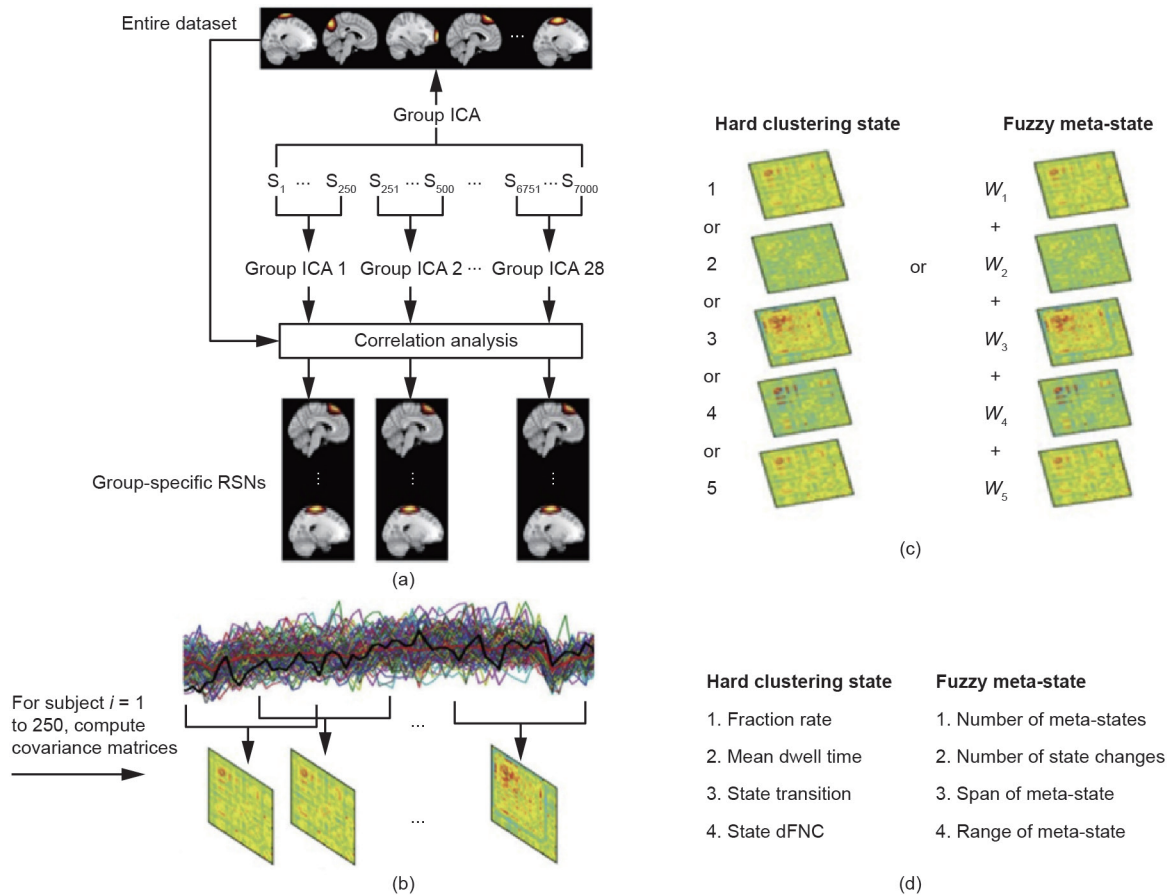 Entire dataset
...
Group ICA
S1 ... S250 S251 ... S500 ... S6751 ... S7000
Group ICA 1 Group ICA 2 ... Group ICA 28
Correlation analysis
Group-specific RSNs
... ... ...
(a)
For subject i = 1
to 250, compute
covariance matrices
...
...
(b)
Hard clustering state Fuzzy meta-state
1 W1
or +
2 or W2
or +
3 W3
or +
4 W4
or +
5 W5
(c)
Hard clustering state Fuzzy meta-state
1. Fraction rate 1. Number of meta-states
2. Mean dwell time 2. Number of state changes
3. State transition 3. Span of meta-state
4. State dFNC 4. Range of meta-state
(d)